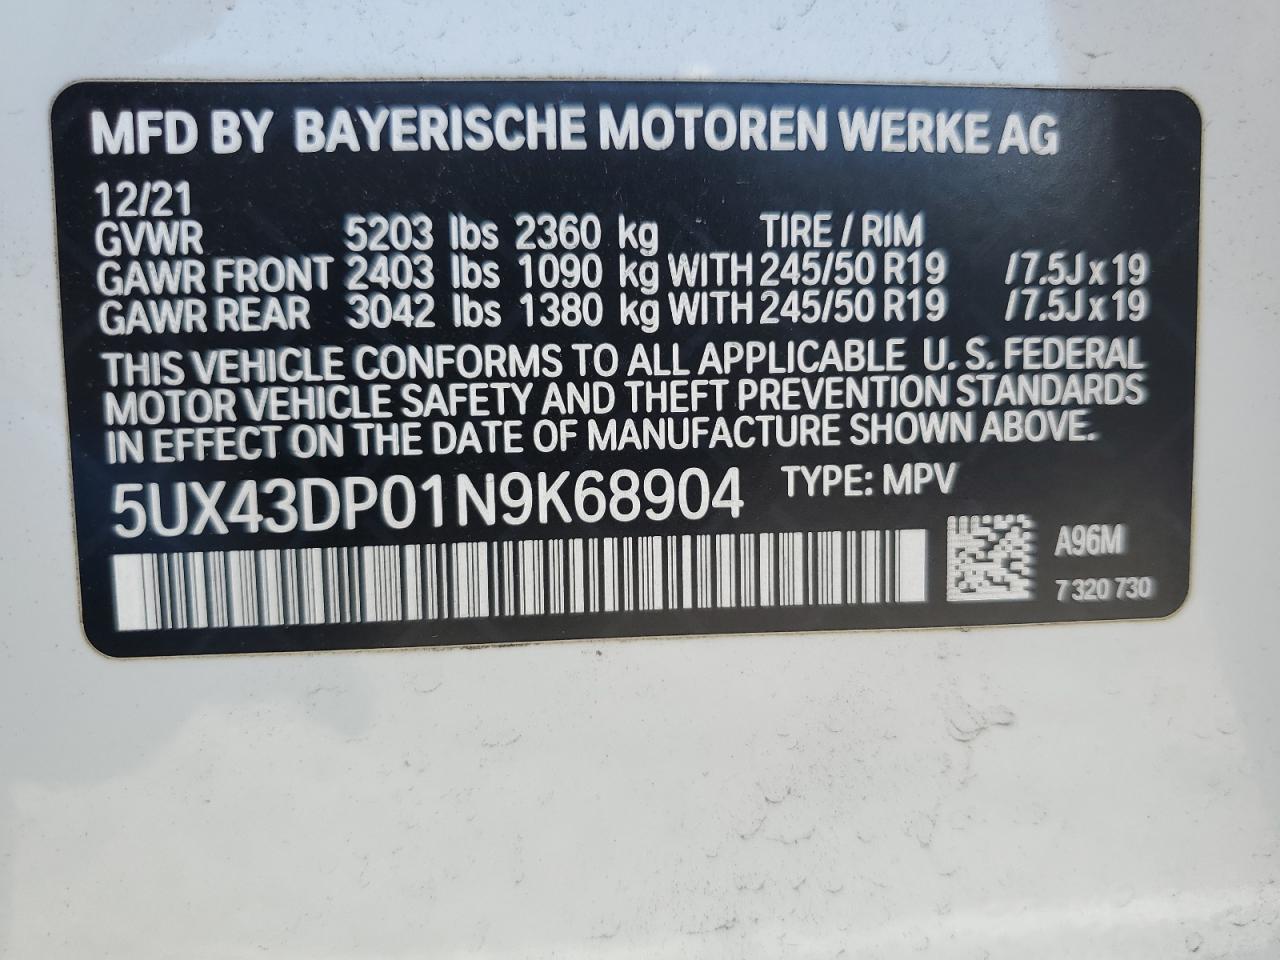 MFD BY BAYERISCHE MOTOREN WERKE AG
12/21
GVWR 5203 lbs 2360 kg TIRE / RIM
GAWR FRONT 2403 lbs 1090 kg WITH 245/50 R19 /7.5J x 19
GAWR REAR 3042 lbs 1380 kg WITH 245/50 R19 /7.5J x 19
THIS VEHICLE CONFORMS TO ALL APPLICABLE U. S. FEDERAL
MOTOR VEHICLE SAFETY AND THEFT PREVENTION STANDARDS
IN EFFECT ON THE DATE OF MANUFACTURE SHOWN ABOVE.
5UX43DP01N9K68904 TYPE: MPV
A96M
7 320 730